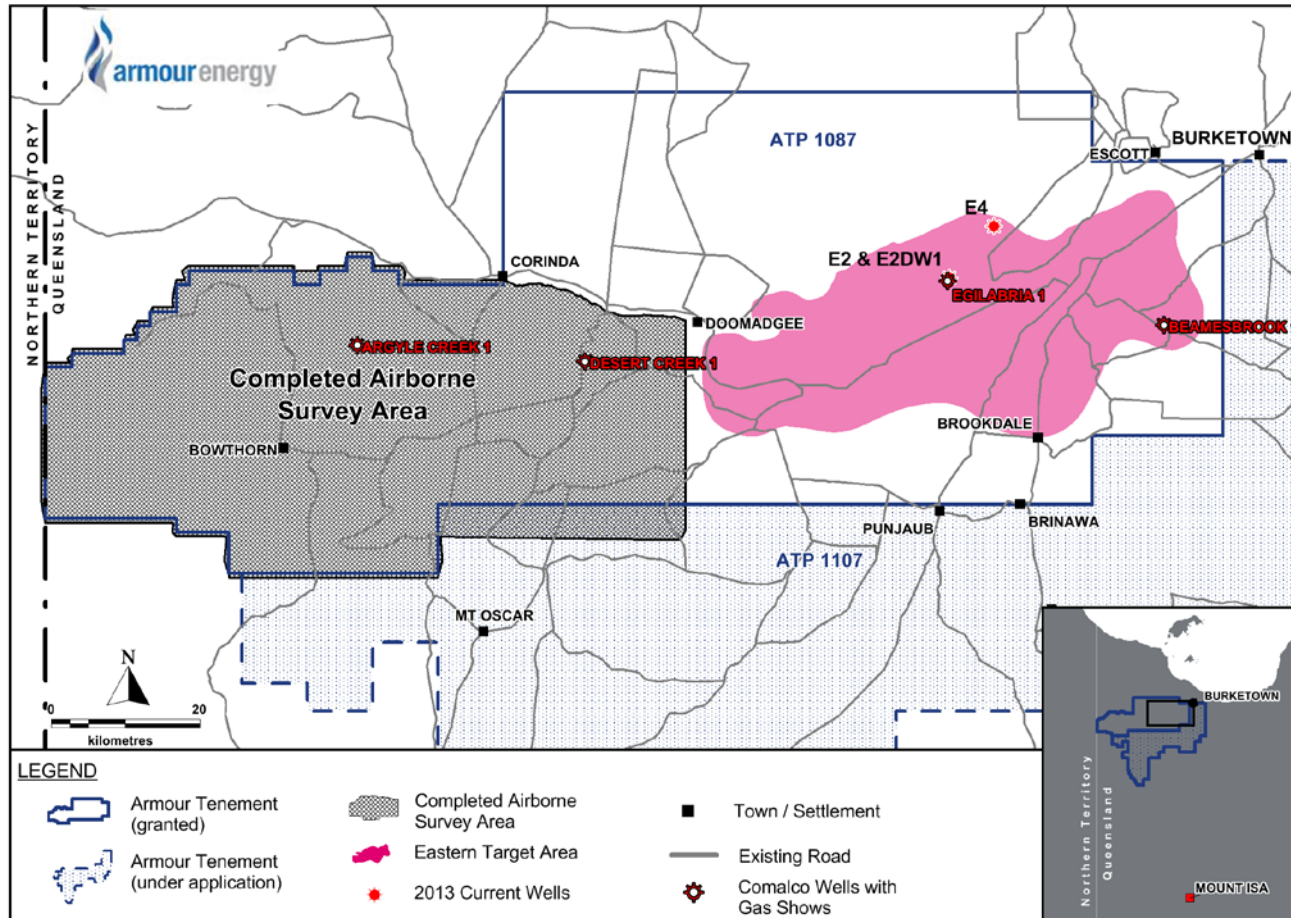 armourenergy
NORTHERN TERRITORY
QUEENSLAND
ATP 1087
BURKETOWN
ESCOTT
E4
E2 & E2DW1
EGILABRIA 1
CORINDA
DOOMADGEE
BEAMESBROOK
ARGYLE CREEK 1
DESERT CREEK 1
Completed Airborne
Survey Area
BOWTHORN
BROOKDALE
PUNJAUB
BRINAWA
ATP 1107
MT OSCAR
N
0 20
kilometres
BURKETOWN
Northern Territory
Queensland
MOUNT ISA
LEGEND
Armour Tenement
(granted)
Armour Tenement
(under application)
Completed Airborne
Survey Area
Eastern Target Area
2013 Current Wells
Town / Settlement
Existing Road
Comalco Wells with
Gas Shows